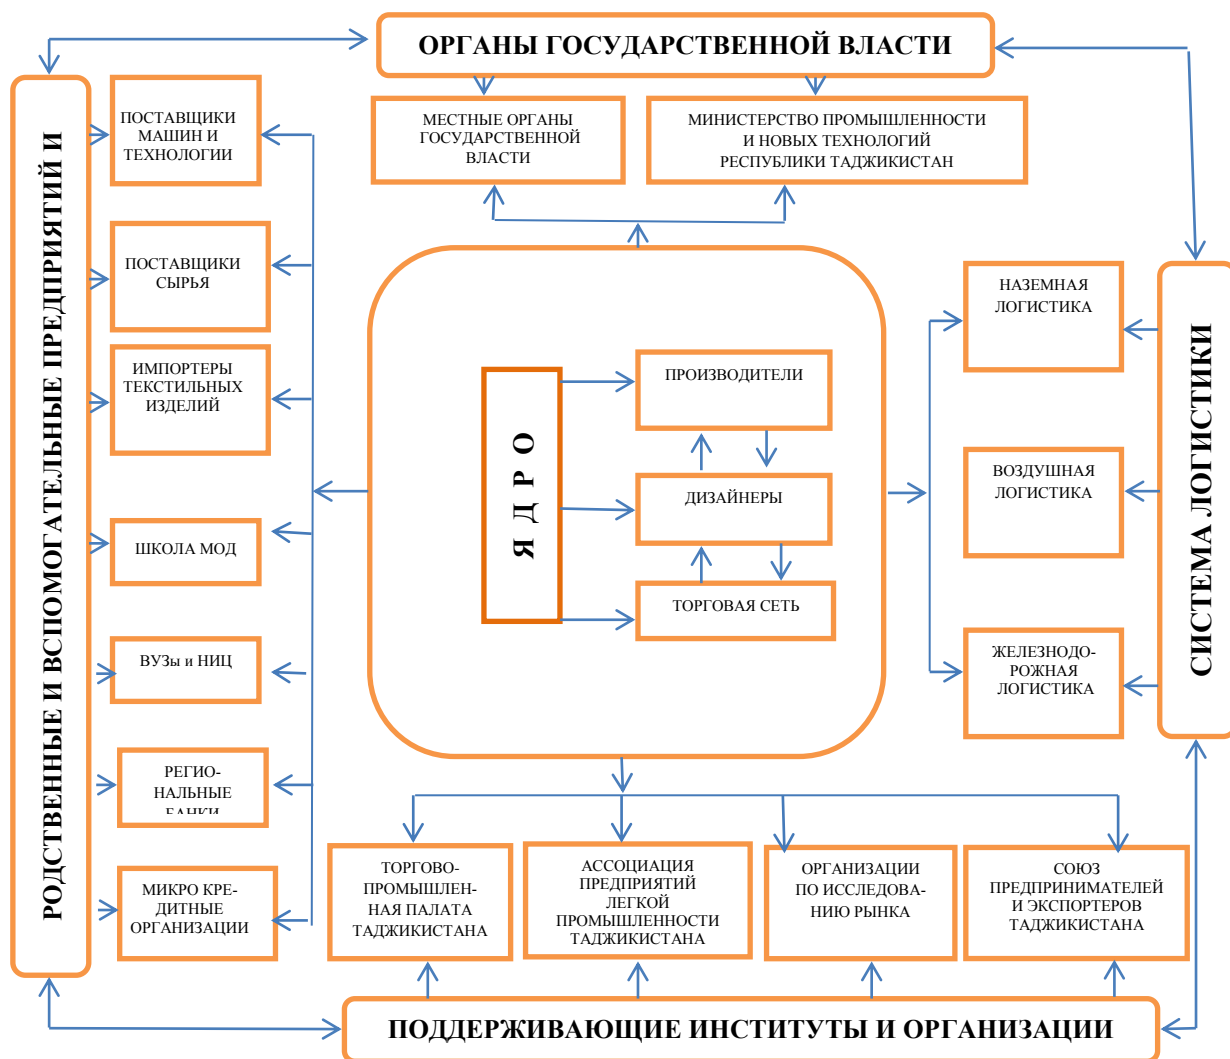 ОРГАНЫ ГОСУДАРСТВЕННОЙ ВЛАСТИ
МЕСТНЫЕ ОРГАНЫ
ГОСУДАРСТВЕННОЙ
ВЛАСТИ
МИНИСТЕРСТВО ПРОМЫШЛЕННОСТИ
И НОВЫХ ТЕХНОЛОГИЙ
РЕСПУБЛИКИ ТАДЖИКИСТАН
РОДСТВЕННЫЕ И ВСПОМОГАТЕЛЬНЫЕ ПРЕДПРИЯТИЙ И
ПОСТАВЩИКИ
МАШИН И
ТЕХНОЛОГИИ
ПОСТАВЩИКИ
СЫРЬЯ
ИМПОРТЕРЫ
ТЕКСТИЛЬНЫХ
ИЗДЕЛИЙ
ШКОЛА МОД
ВУЗы и НИЦ
РЕГИО-
НАЛЬНЫЕ
БАНКИ
МИКРО КРЕ-
ДИТНЫЕ
ОРГАНИЗАЦИИ
ЯДРО
ПРОИЗВОДИТЕЛИ
ДИЗАЙНЕРЫ
ТОРГОВАЯ СЕТЬ
НАЗЕМНАЯ
ЛОГИСТИКА
ВОЗДУШНАЯ
ЛОГИСТИКА
ЖЕЛЕЗНОДО-
РОЖНАЯ
ЛОГИСТИКА
СИСТЕМА ЛОГИСТИКИ
ТОРГОВО-
ПРОМЫШЛЕН-
НАЯ ПАЛАТА
ТАДЖИКИСТАНА
АССОЦИАЦИЯ
ПРЕДПРИЯТИЙ
ЛЕГКОЙ
ПРОМЫШЛЕННОСТИ
ТАДЖИКИСТАНА
ОРГАНИЗАЦИИ
ПО ИССЛЕДОВА-
НИЮ РЫНКА
СОЮЗ
ПРЕДПРИНИМАТЕЛЕЙ
И ЭКСПОРТЕРОВ
ТАДЖИКИСТАНА
ПОДДЕРЖИВАЮЩИЕ ИНСТИТУТЫ И ОРГАНИЗАЦИИ